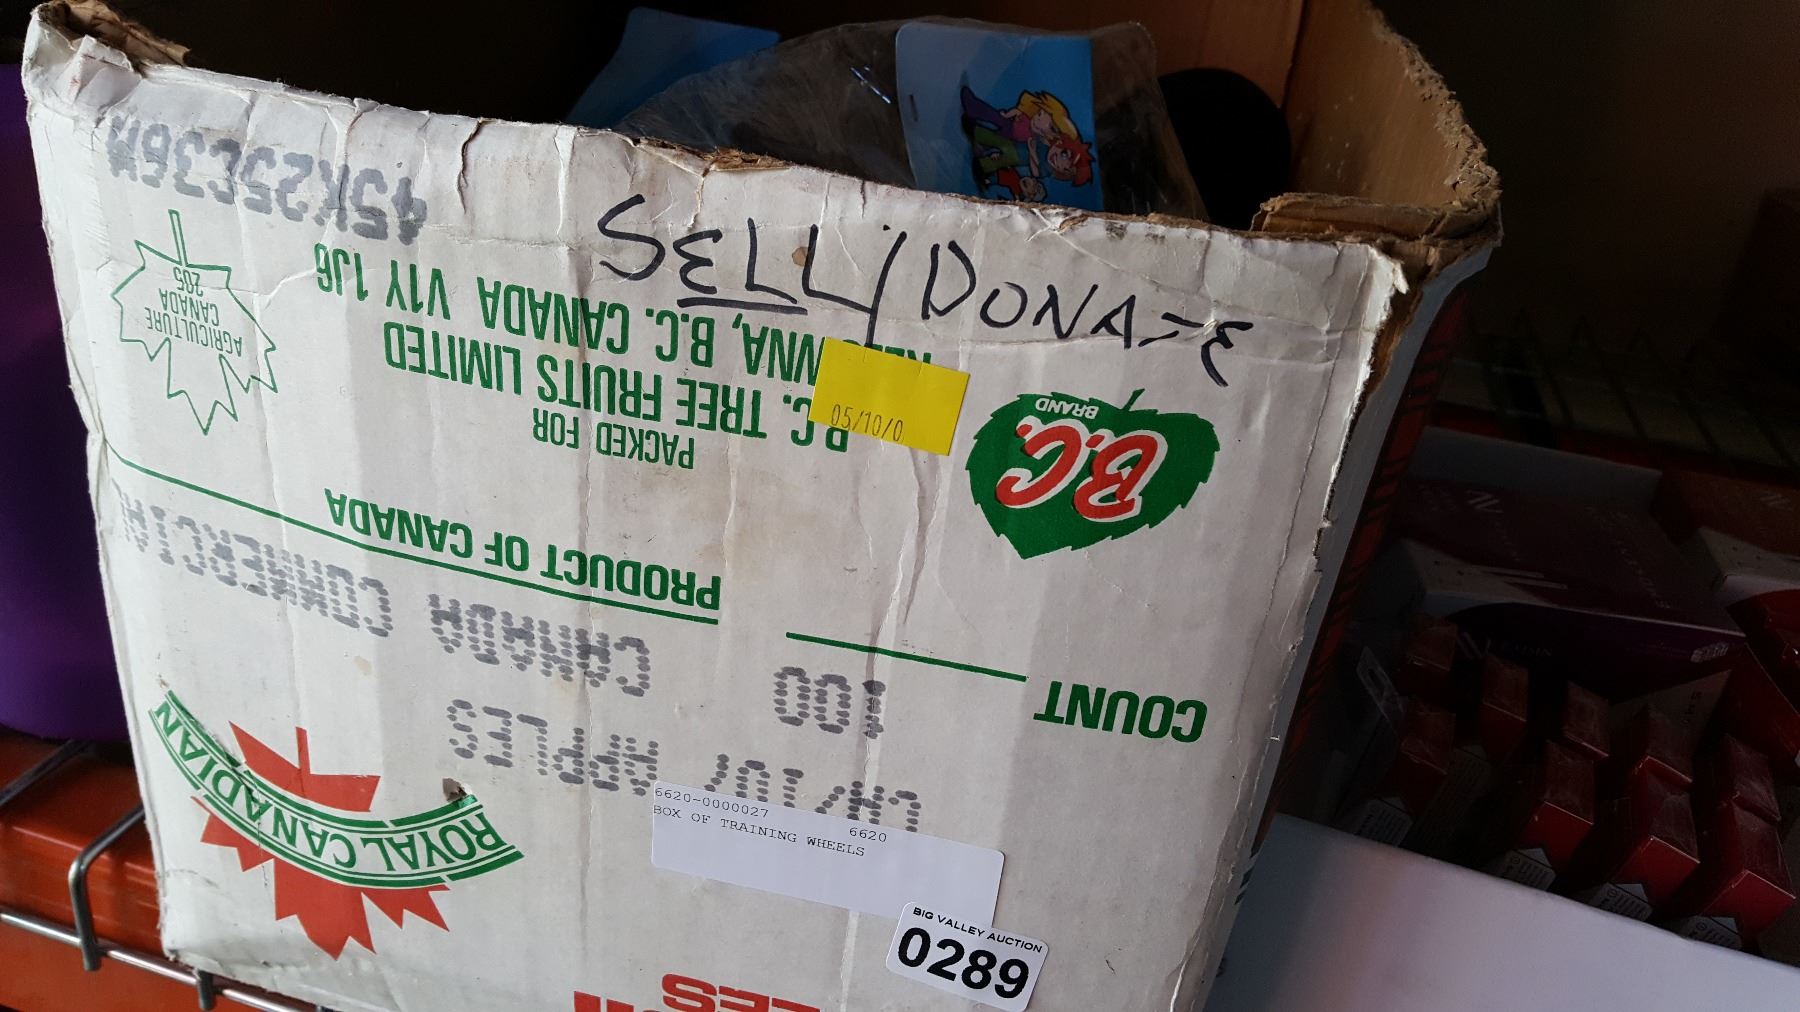 SELL/DONATE
45K25E36M
205
AGRICULTURE
CANADA
V1Y 1J6
NNA, B.C. CANADA
B.C. TREE FRUITS LIMITED
PACKED FOR
05/10/0
BRAND
B.C.
PRODUCT OF CANADA
CANADA COMMERCIAL
COUNT
100
APPLES
ROYAL CANADIAN
6620-0000027 6620
BOX OF TRAINING WHEELS
BIG VALLEY AUCTION
0289